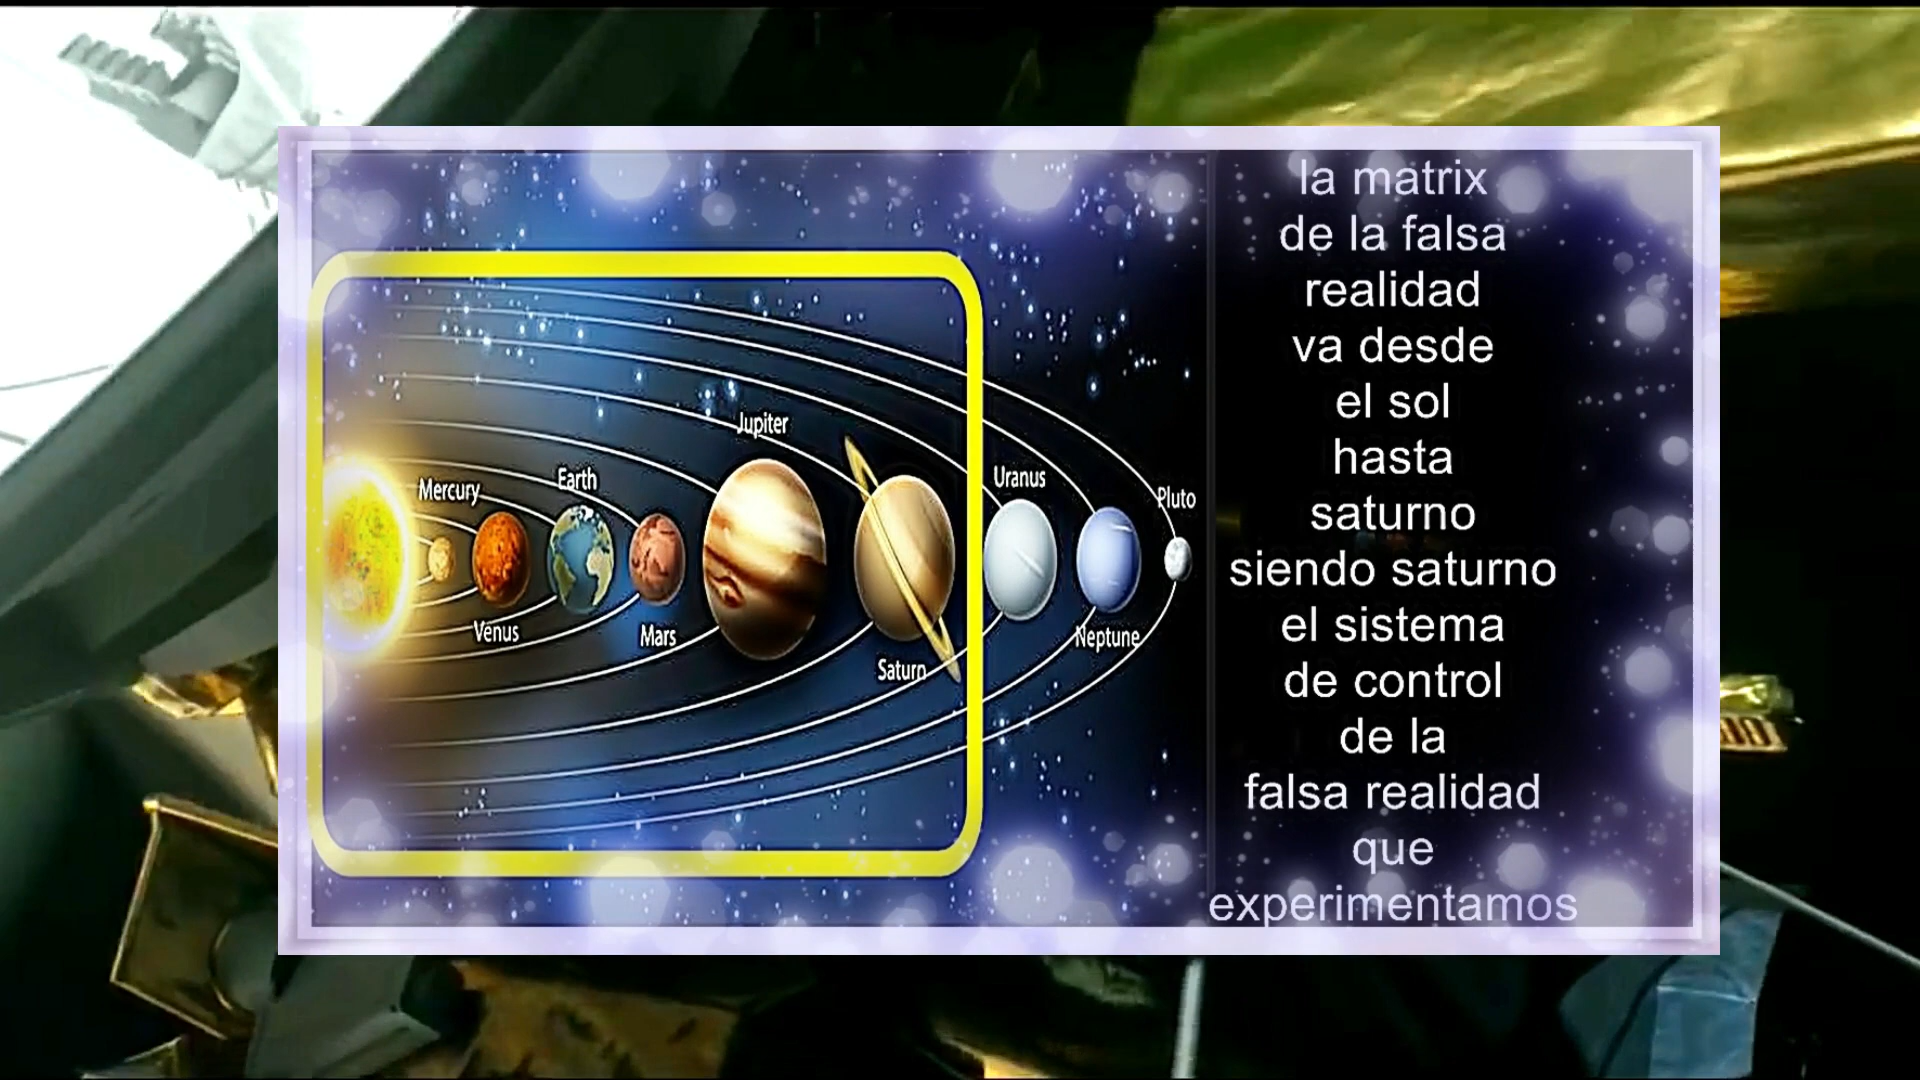 la matrix
de la falsa
realidad
va desde
el sol
hasta
saturno
siendo saturno
el sistema
de control
de la
falsa realidad
que
experimentamos
Mercury
Venus
Earth
Mars
Jupiter
Saturn
Uranus
Neptune
Pluto